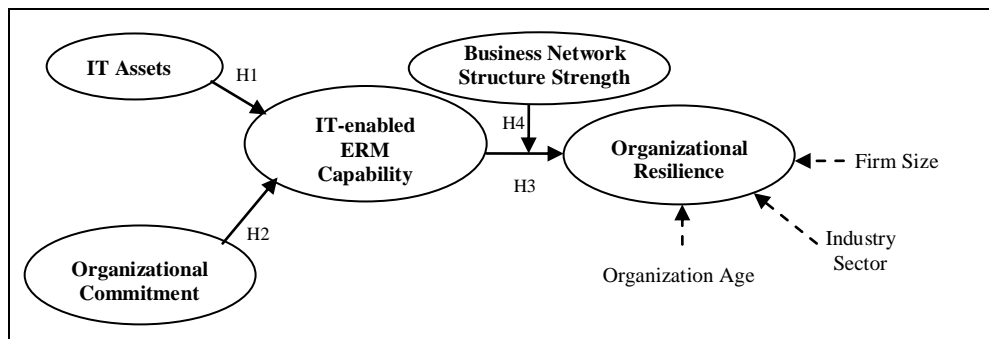 IT Assets
H1
Business Network
Structure Strength
IT-enabled
ERM
Capability
H4
H3
Organizational
Resilience
Firm Size
H2
Organizational
Commitment
Organization Age
Industry
Sector